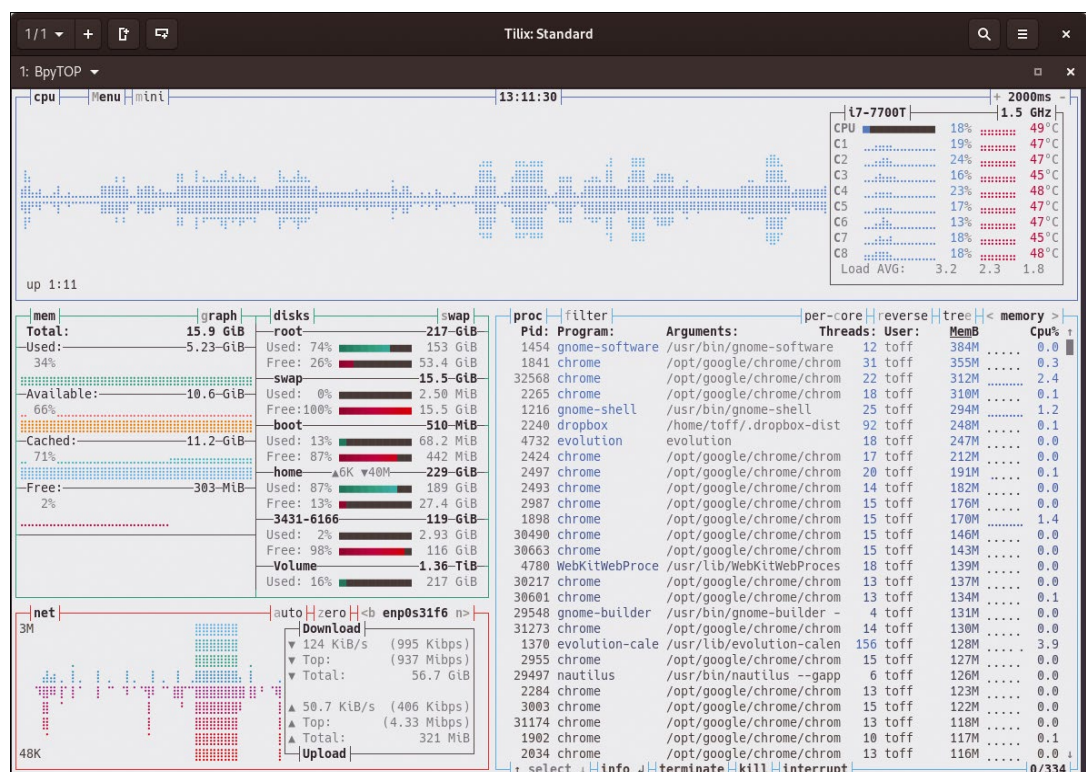 1/1
Tilix: Standard
1: BpyTOP
cpu Menu mini 13:11:30 + 2000ms -
i7-7700T 1.5 GHz
CPU 18% 49°C
C1 19% 47°C
C2 24% 47°C
C3 16% 45°C
C4 23% 48°C
C5 17% 47°C
C6 13% 47°C
C7 18% 45°C
C8 18% 48°C
Load AVG: 3.2 2.3 1.8
up 1:11
mem graph
Total: 15.9 GiB
Used: 5.23 GiB
34%
Available: 10.6 GiB
66%
Cached: 11.2 GiB
71%
Free: 303 MiB
2%
disks swap
root 217 GiB
Used: 74% 153 GiB
Free: 26% 53.4 GiB
swap 15.5 GiB
Used: 0% 2.50 MiB
Free:100% 15.5 GiB
boot 510 MiB
Used: 13% 68.2 MiB
Free: 87% 442 MiB
home ▲6K ▼40M 229 GiB
Used: 87% 189 GiB
Free: 13% 27.4 GiB
3431-6166 119 GiB
Used: 2% 2.93 GiB
Free: 98% 116 GiB
Volume 1.36 TiB
Used: 16% 217 GiB
net auto zero <b enp0s31f6 n>
3M
48K
Download
▼ 124 KiB/s (995 Kibps)
▼ Top: (937 Mibps)
▼ Total: 56.7 GiB
▲ 50.7 KiB/s (406 Kibps)
▲ Top: (4.33 Mibps)
▲ Total: 321 MiB
Upload
proc filter per-core reverse tree < memory >
Pid: Program: Arguments: Threads: User: MemB Cpu% ↑
1454 gnome-software /usr/bin/gnome-software 12 toff 384M 0.0
1841 chrome /opt/google/chrome/chrom 31 toff 355M 0.3
32568 chrome /opt/google/chrome/chrom 22 toff 312M 2.4
2265 chrome /opt/google/chrome/chrom 18 toff 310M 0.1
1216 gnome-shell /usr/bin/gnome-shell 25 toff 294M 1.2
2240 dropbox /home/toff/.dropbox-dist 92 toff 248M 0.1
4732 evolution evolution 18 toff 247M 0.0
2424 chrome /opt/google/chrome/chrom 17 toff 212M 0.0
2497 chrome /opt/google/chrome/chrom 20 toff 191M 0.1
2493 chrome /opt/google/chrome/chrom 14 toff 182M 0.0
2987 chrome /opt/google/chrome/chrom 15 toff 176M 0.0
1898 chrome /opt/google/chrome/chrom 15 toff 170M 1.4
30490 chrome /opt/google/chrome/chrom 15 toff 146M 0.0
30663 chrome /opt/google/chrome/chrom 15 toff 143M 0.0
4780 WebKitWebProce /usr/lib/WebKitWebProces 18 toff 139M 0.0
30217 chrome /opt/google/chrome/chrom 13 toff 137M 0.0
30601 chrome /opt/google/chrome/chrom 13 toff 134M 0.1
29548 gnome-builder /usr/bin/gnome-builder - 4 toff 131M 0.0
31273 chrome /opt/google/chrome/chrom 14 toff 130M 0.0
1370 evolution-cale /usr/lib/evolution-calen 156 toff 128M 3.9
2955 chrome /opt/google/chrome/chrom 15 toff 127M 0.0
29497 nautilus /usr/bin/nautilus --gapp 6 toff 126M 0.0
2284 chrome /opt/google/chrome/chrom 13 toff 123M 0.0
3003 chrome /opt/google/chrome/chrom 15 toff 122M 0.0
31174 chrome /opt/google/chrome/chrom 13 toff 118M 0.0
1902 chrome /opt/google/chrome/chrom 10 toff 117M 0.1
2034 chrome /opt/google/chrome/chrom 13 toff 116M 0.0 ↓
↑ select ↓ info ↲ terminate kill interrupt 0/334